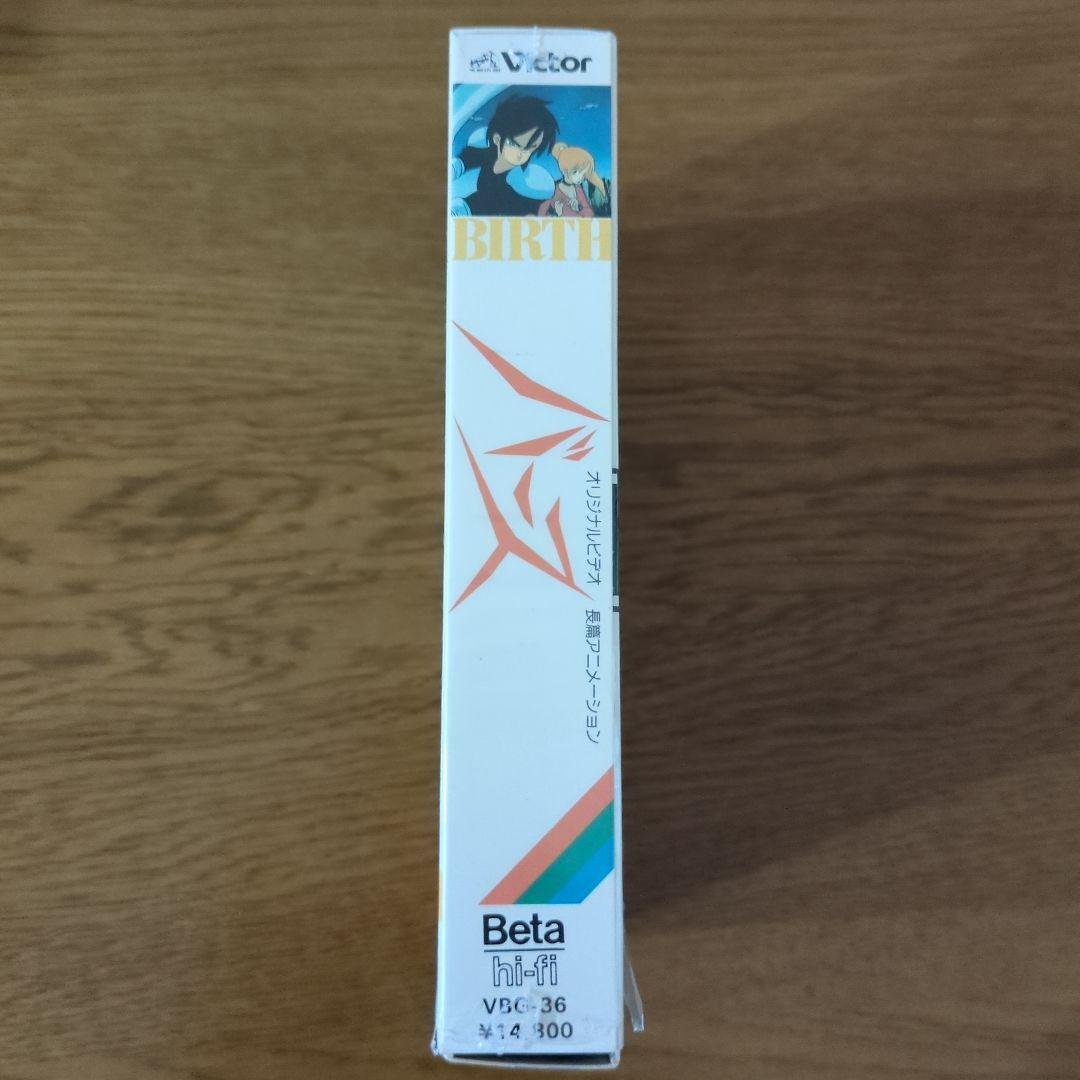 Victor
BIRTH
バース
オリジナルビデオ 長篇アニメーション
Beta
hi-fi
VBG-36
¥14,800